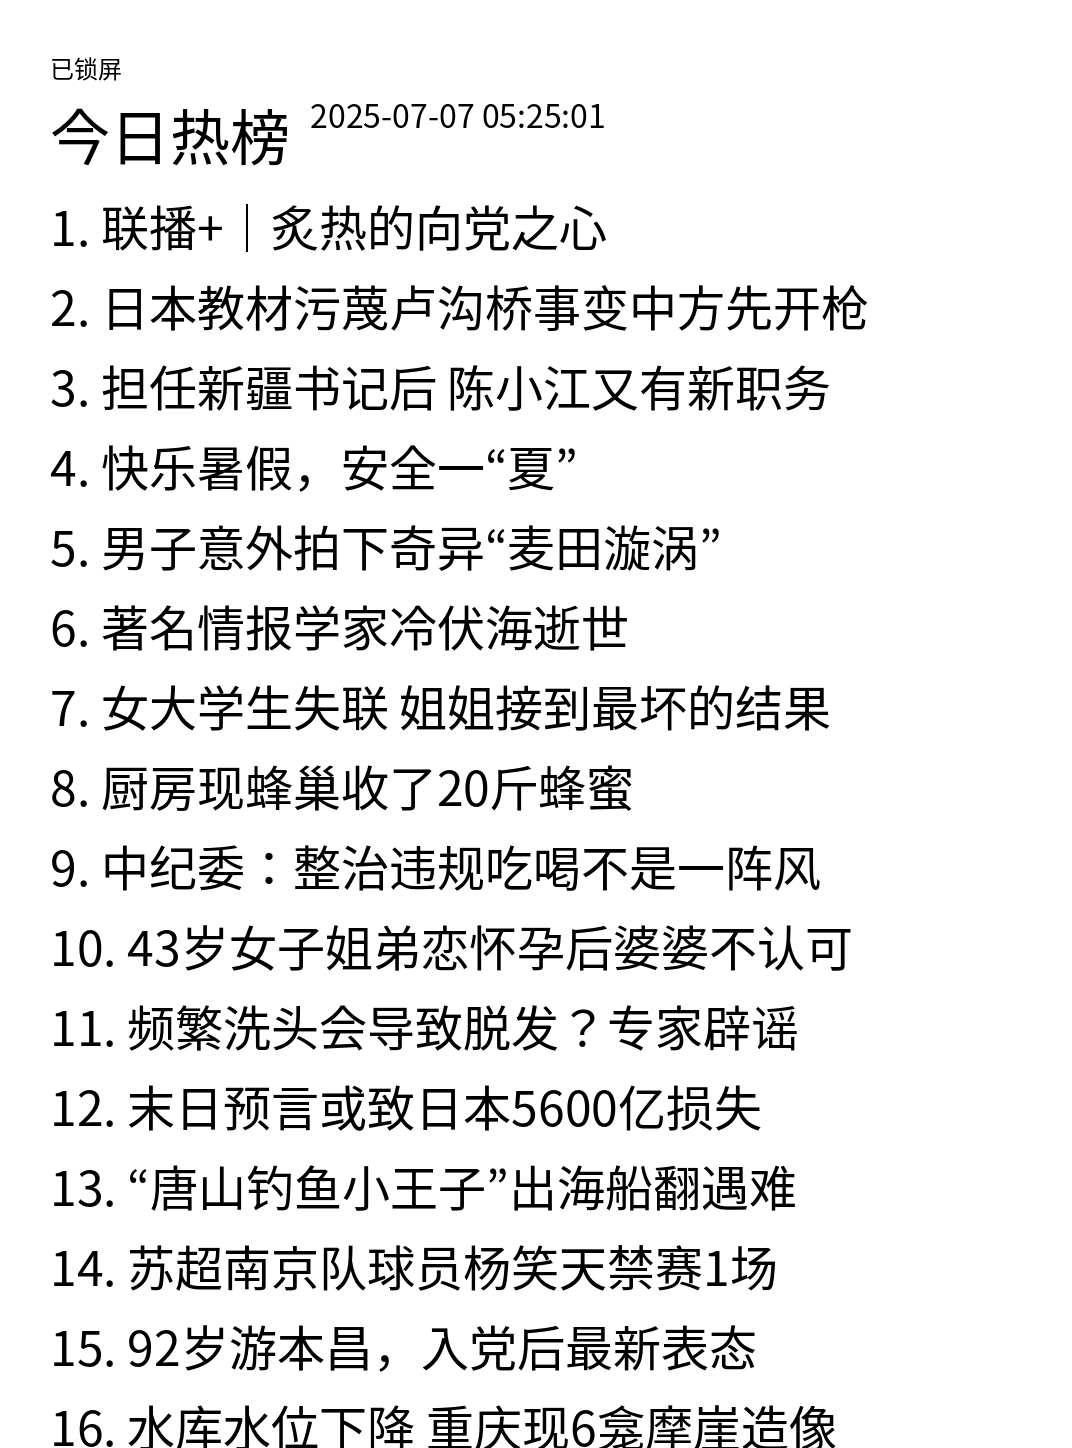 已锁屏
今日热榜 2025-07-07 05:25:01
1. 联播+｜炙热的向党之心
2. 日本教材污蔑卢沟桥事变中方先开枪
3. 担任新疆书记后 陈小江又有新职务
4. 快乐暑假，安全一“夏”
5. 男子意外拍下奇异“麦田漩涡”
6. 著名情报学家冷伏海逝世
7. 女大学生失联 姐姐接到最坏的结果
8. 厨房现蜂巢收了20斤蜂蜜
9. 中纪委：整治违规吃喝不是一阵风
10. 43岁女子姐弟恋怀孕后婆婆不认可
11. 频繁洗头会导致脱发？专家辟谣
12. 末日预言或致日本5600亿损失
13. “唐山钓鱼小王子”出海船翻遇难
14. 苏超南京队球员杨笑天禁赛1场
15. 92岁游本昌，入党后最新表态
16. 水库水位下降 重庆现6龛摩崖造像